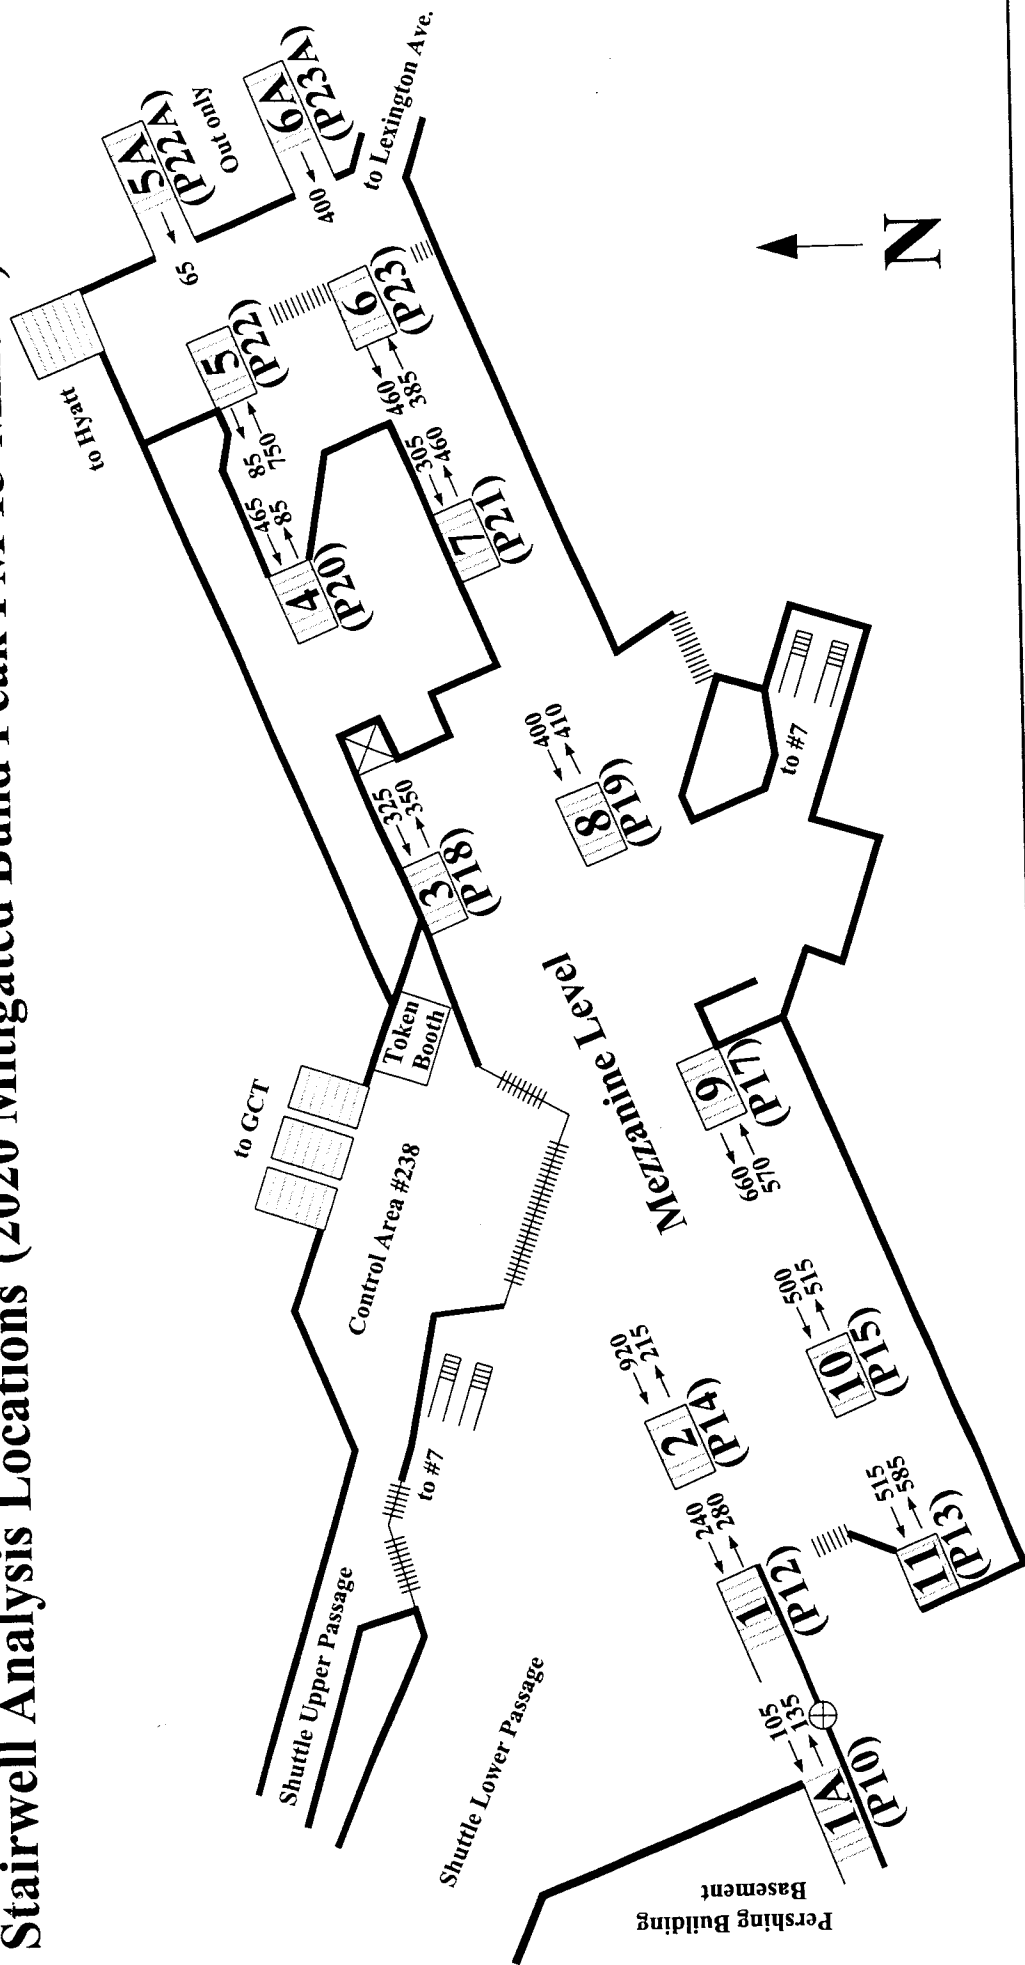 Stairwell Analysis Locations (2020 Mitigated Build Peak PM 15 Min.)
to Hyatt
5A
(P22A)
Out only
65
6A
(P23A)
400
to Lexington Ave.
5
(P22)
85
750
6
(P23)
460
385
4
(P20)
465
85
7
(P21)
305
460
3
(P18)
325
350
8
(P19)
400
410
to #7
Token
Booth
to GCT
Control Area #238
Mezzanine Level
9
(P17)
660
570
10
(P15)
500
515
2
(P14)
920
215
11
(P13)
515
585
1
(P12)
240
280
1A
(P10)
105
135
to #7
Shuttle Upper Passage
Shuttle Lower Passage
Pershing Building
Basement
N